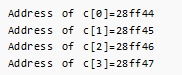 Address of c[0]=28ff44
Address of c[1]=28ff45
Address of c[2]=28ff46
Address of c[3]=28ff47